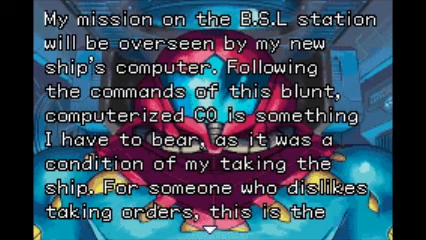 My mission on the B.S.L station
will be overseen by my new
ship's computer. Following
the commands of this blunt,
computerized CO is something
I have to bear, as it was a
condition of my taking the
ship. For someone who dislikes
taking orders, this is the